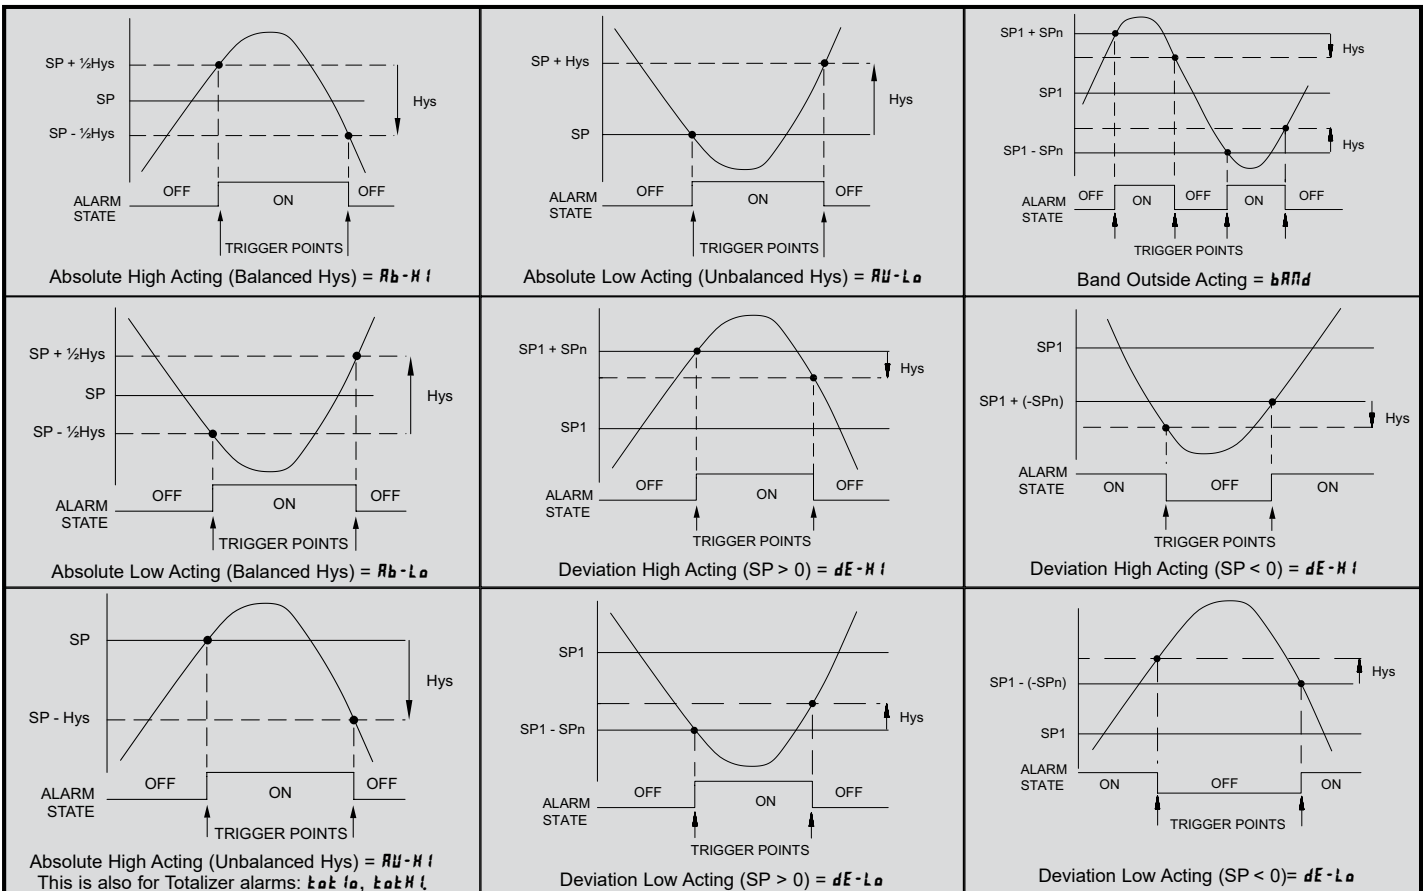 SP + ½Hys
SP
SP - ½Hys
Hys
OFF
ON
OFF
ALARM
STATE
TRIGGER POINTS
Absolute High Acting (Balanced Hys) = Ab-HI
SP + Hys
SP
Hys
OFF
ON
OFF
ALARM
STATE
TRIGGER POINTS
Absolute Low Acting (Unbalanced Hys) = AU-Lo
SP1 + SPn
Hys
SP1
Hys
SP1 - SPn
OFF
ON
OFF
ON
OFF
ALARM
STATE
TRIGGER POINTS
Band Outside Acting = bANd
SP + ½Hys
SP
Hys
SP - ½Hys
OFF
ON
OFF
ALARM
STATE
TRIGGER POINTS
Absolute Low Acting (Balanced Hys) = Ab-Lo
SP1 + SPn
Hys
SP1
OFF
ON
OFF
ALARM
STATE
TRIGGER POINTS
Deviation High Acting (SP > 0) = dE-HI
SP1
SP1 + (-SPn)
Hys
ALARM
STATE
ON
OFF
ON
TRIGGER POINTS
Deviation High Acting (SP < 0) = dE-HI
SP
Hys
SP - Hys
OFF
ON
OFF
ALARM
STATE
TRIGGER POINTS
Absolute High Acting (Unbalanced Hys) = AU-HI
This is also for Totalizer alarms: totlo, totHI.
SP1
Hys
SP1 - SPn
OFF
ON
OFF
ALARM
STATE
TRIGGER POINTS
Deviation Low Acting (SP > 0) = dE-Lo
SP1 - (-SPn)
Hys
SP1
ALARM
STATE
ON
OFF
ON
TRIGGER POINTS
Deviation Low Acting (SP < 0)= dE-Lo